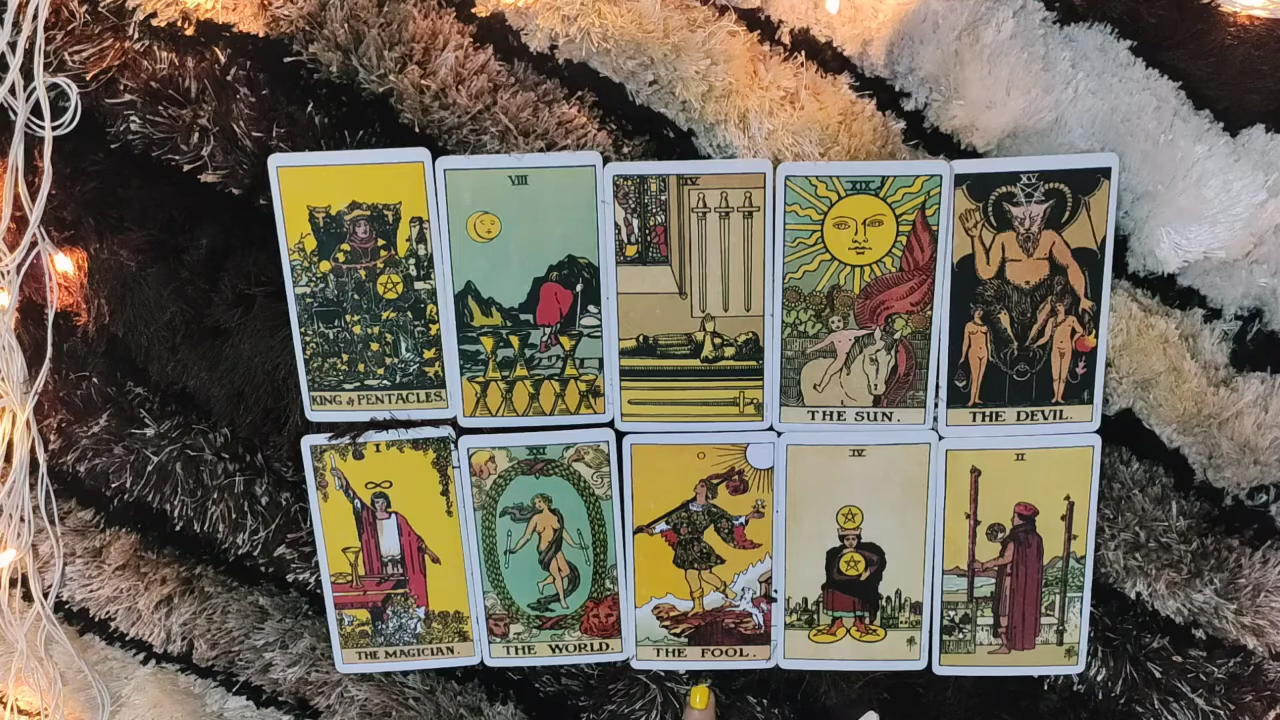 KING of PENTACLES.
VIII
IV
XIX
THE SUN.
XV
THE DEVIL.
I
THE MAGICIAN.
XXI
THE WORLD.
0
THE FOOL.
IV
II